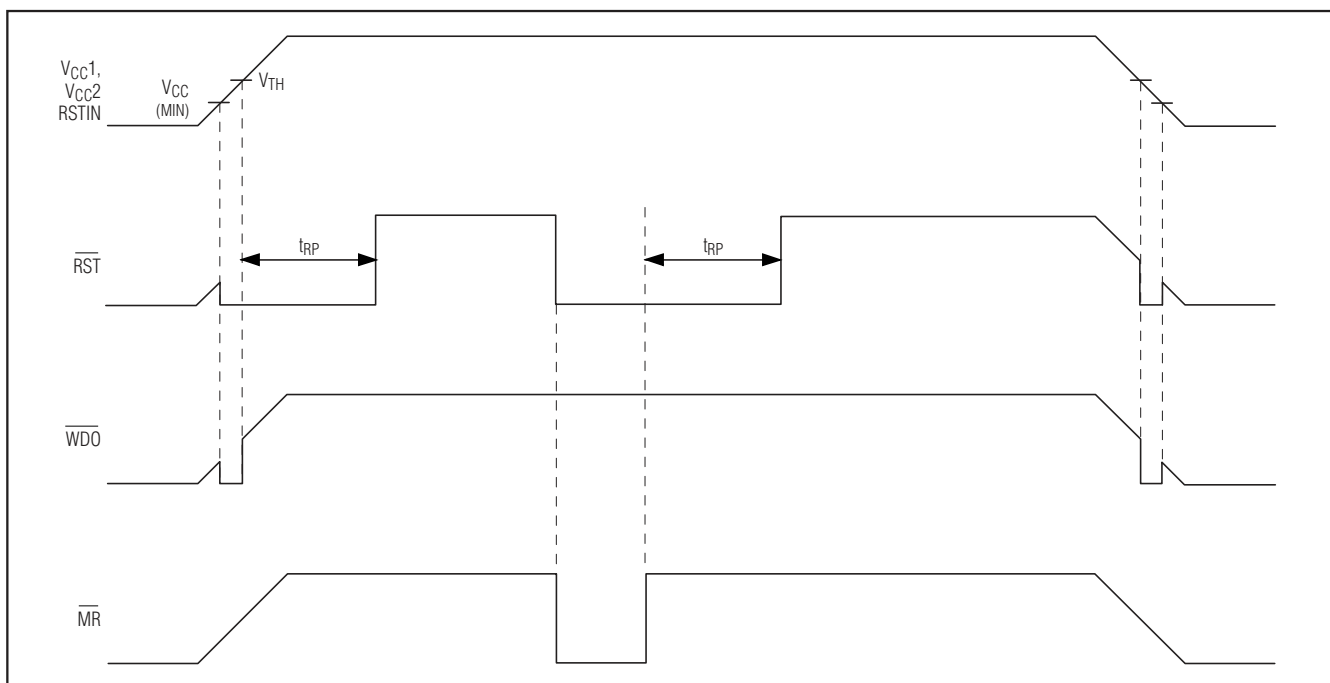 VCC1,
VCC2
RSTIN
VCC
(MIN)
VTH
RST
tRP
tRP
WDO
MR